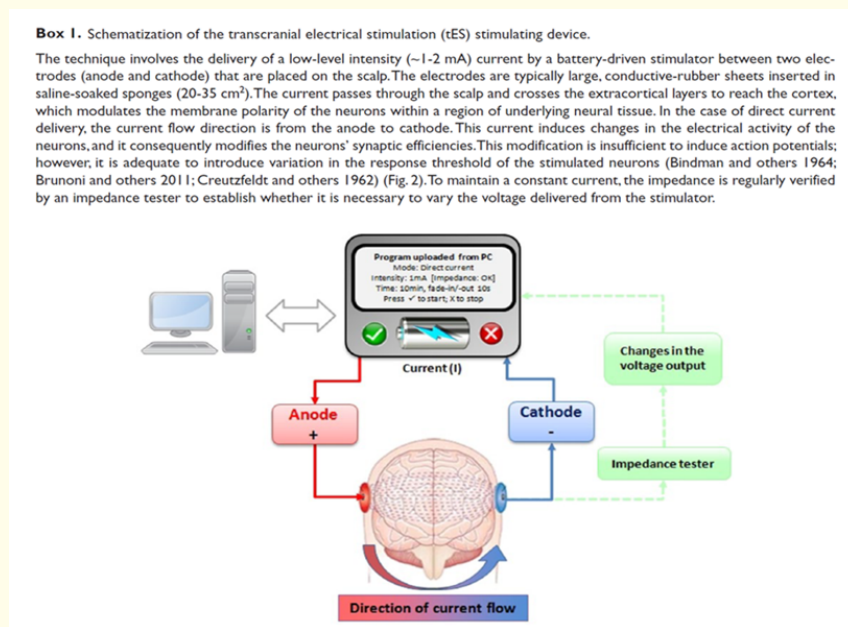 Box 1. Schematization of the transcranial electrical stimulation (tES) stimulating device.
The technique involves the delivery of a low-level intensity (~1-2 mA) current by a battery-driven stimulator between two elec-
trodes (anode and cathode) that are placed on the scalp. The electrodes are typically large, conductive-rubber sheets inserted in
saline-soaked sponges (20-35 cm²). The current passes through the scalp and crosses the extracortical layers to reach the cortex,
which modulates the membrane polarity of the neurons within a region of underlying neural tissue. In the case of direct current
delivery, the current flow direction is from the anode to cathode. This current induces changes in the electrical activity of the
neurons, and it consequently modifies the neurons' synaptic efficiencies. This modification is insufficient to induce action potentials;
however, it is adequate to introduce variation in the response threshold of the stimulated neurons (Bindman and others 1964;
Brunoni and others 2011; Creutzfeldt and others 1962) (Fig. 2). To maintain a constant current, the impedance is regularly verified
by an impedance tester to establish whether it is necessary to vary the voltage delivered from the stimulator.
Program uploaded from PC
Mode: Direct current
Intensity: 1mA [Impedance: OK]
Time: 10min, fade-in/-out 10s
Press ✓ to start; X to stop
Current (I)
Anode
+
Cathode
-
Changes in the
voltage output
Impedance tester
Direction of current flow